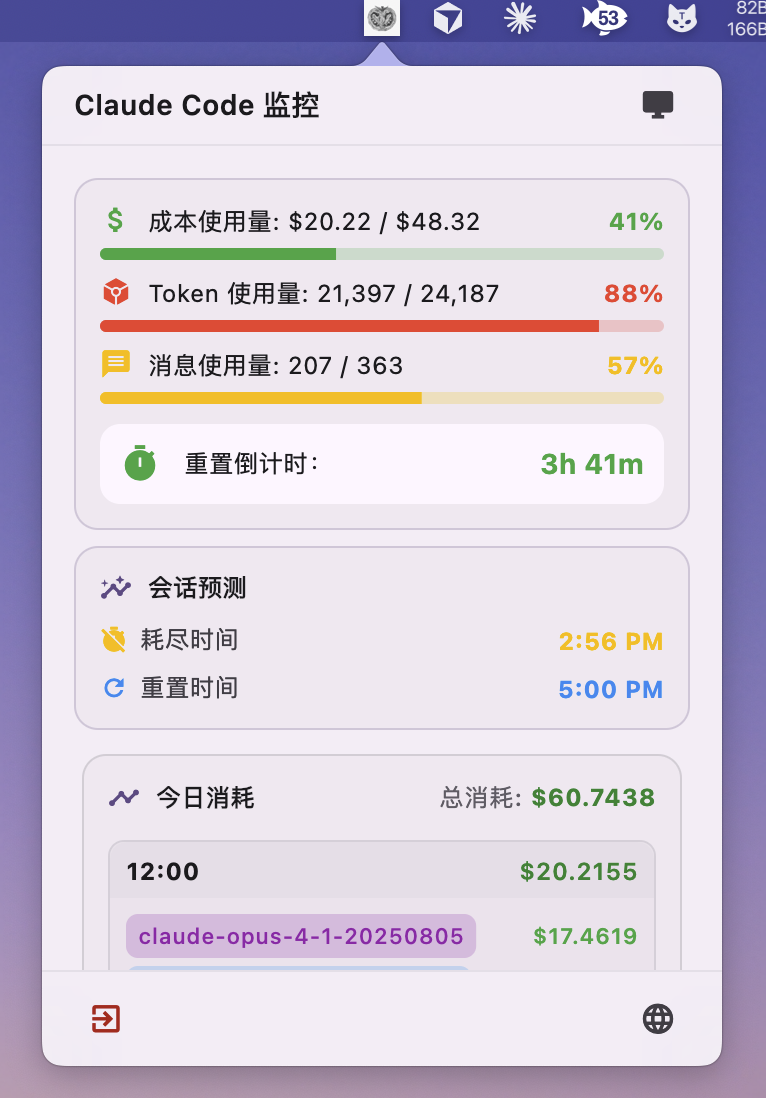 53
T
82B
166B
Claude Code 监控
$ 成本使用量: $20.22 / $48.32 41%
Token 使用量: 21,397 / 24,187 88%
消息使用量: 207 / 363 57%
重置倒计时: 3h 41m
会话预测
耗尽时间 2:56 PM
重置时间 5:00 PM
今日消耗 总消耗: $60.7438
12:00 $20.2155
claude-opus-4-1-20250805 $17.4619